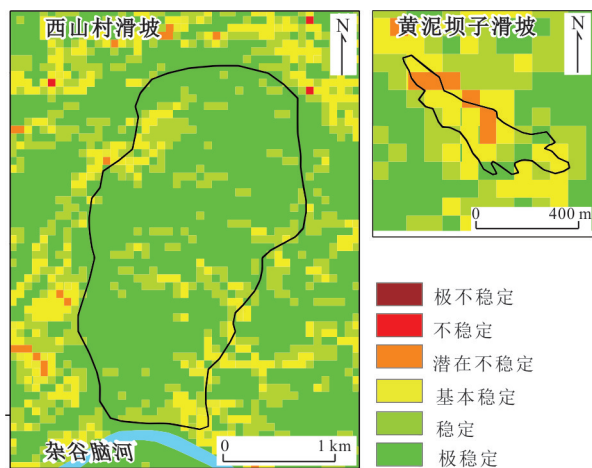 西山村滑坡
N
杂谷脑河
0 1 km
黄泥坝子滑坡
N
0 400 m
极不稳定
不稳定
潜在不稳定
基本稳定
稳定
极稳定